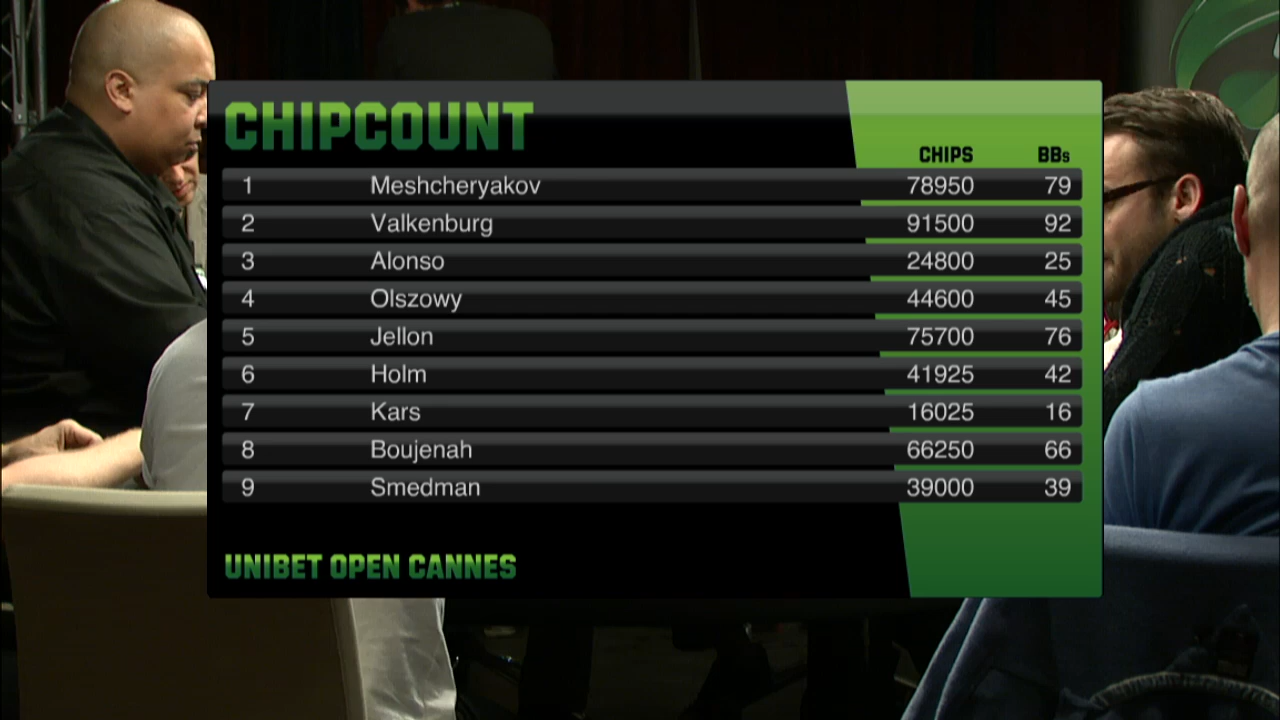 CHIPCOUNT
CHIPS BBs
1 Meshcheryakov 78950 79
2 Valkenburg 91500 92
3 Alonso 24800 25
4 Olszowy 44600 45
5 Jellon 75700 76
6 Holm 41925 42
7 Kars 16025 16
8 Boujenah 66250 66
9 Smedman 39000 39
UNIBET OPEN CANNES